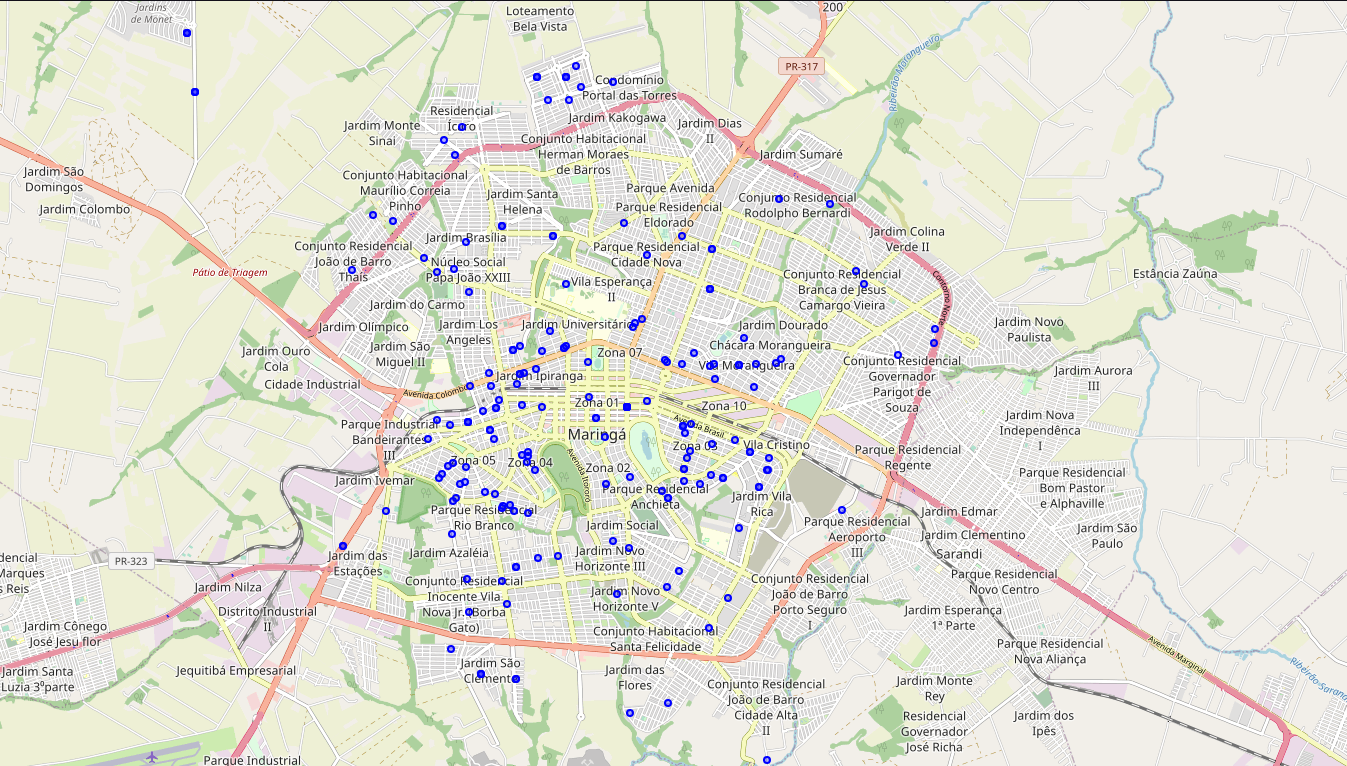 Jardins
de Monet
Loteamento
Bela Vista
200
PR-317
Ribeirão Morangueira
Condomínio
Portal das Torres
Residencial
Ícaro
Jardim Monte
Sinai
Jardim Kakogawa
Jardim Dias
II
Conjunto Habitacional
Herman Moraes
de Barros
Jardim Sumaré
Jardim São
Domingos
Conjunto Habitacional
Maurílio Correia
Pinho
Jardim Santa
Helena
Parque Avenida
Jardim Colombo
Parque Residencial
Eldorado
Conjunto Residencial
Rodolpho Bernardi
Jardim Colina
Verde II
Conjunto Residencial
João de Barro
Thais
Jardim Brasília
Núcleo Social
Papa João XXIII
Parque Residencial
Cidade Nova
Pátio de Triagem
Conjunto Residencial
Branca de Jesus
Camargo Vieira
Contorno Norte
Estância Zauna
Vila Esperança
II
Jardim do Carmo
Jardim Olímpico
Jardim Los
Angeles
Jardim Universitário
Jardim Dourado
Jardim Novo
Paulista
Jardim São
Miguel II
Chácara Morangueira
Jardim Ouro
Cola
Zona 07
Vila Morangueira
Conjunto Residencial
Governador
Parigot de
Souza
Jardim Aurora
III
Cidade Industrial
Jardim Ipiranga
Avenida Colombo
Zona 01
Zona 10
Jardim Nova
Independênca
I
Parque Industrial
Bandeirantes
III
Maringá
Avenida Brasil
Zona 03
Vila Cristino
Parque Residencial
Regente
Zona 05
Zona 04
Avenida Itororó
Zona 02
Jardim Ivemar
Parque Residencial
Anchieta
Jardim Vila
Rica
Parque Residencial
Bom Pastor
e Alphaville
Parque Residencial
Rio Branco
Jardim Social
Parque Residencial
Aeroporto
III
Jardim Edmar
Jardim Clementino
Jardim São
Paulo
PR-323
Jardim das
Estações
Jardim Azaléia
Jardim Novo
Horizonte III
Sarandi
Parque Residencial
Novo Centro
dencial
Marques
s Reis
Jardim Nilza
Conjunto Residencial
Inocente Vila
Nova Jr. (Borba
Gato)
Jardim Novo
Horizonte V
Conjunto Residencial
João de Barro
Porto Seguro
I
Distrito Industrial
II
Jardim Esperança
1ª Parte
Jardim Cônego
José Jesu flor
Conjunto Habitacional
Santa Felicidade
Parque Residencial
Nova Aliança
Avenida Marginal
Jardim Santa
Luzia 3ªparte
Jequitibá Empresarial
Jardim São
Clemente
Jardim das
Flores
Conjunto Residencial
João de Barro
Cidade Alta
II
Jardim Monte
Rey
Residencial
Governador
José Richa
Jardim dos
Ipês
Parque Industrial